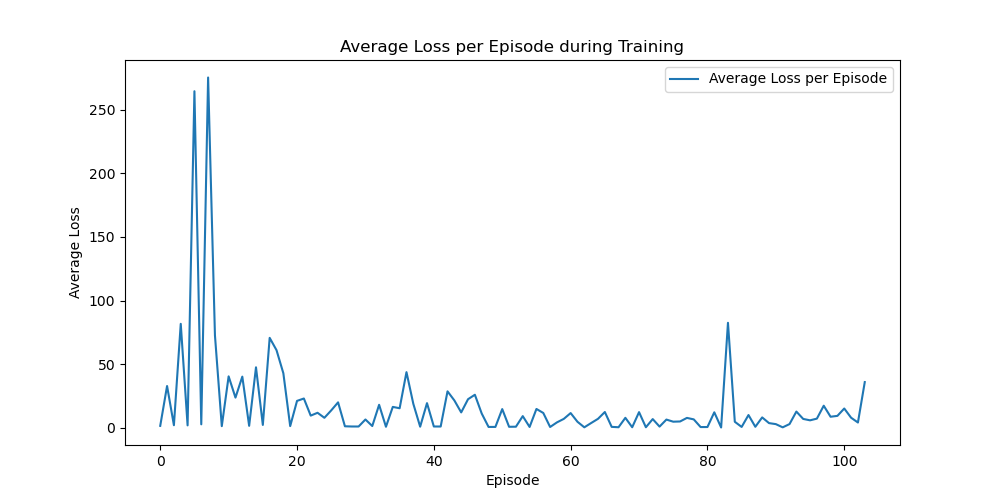 Average Loss per Episode during Training
Average Loss per Episode
250
200
150
100
50
0
Average Loss
0 20 40 60 80 100
Episode